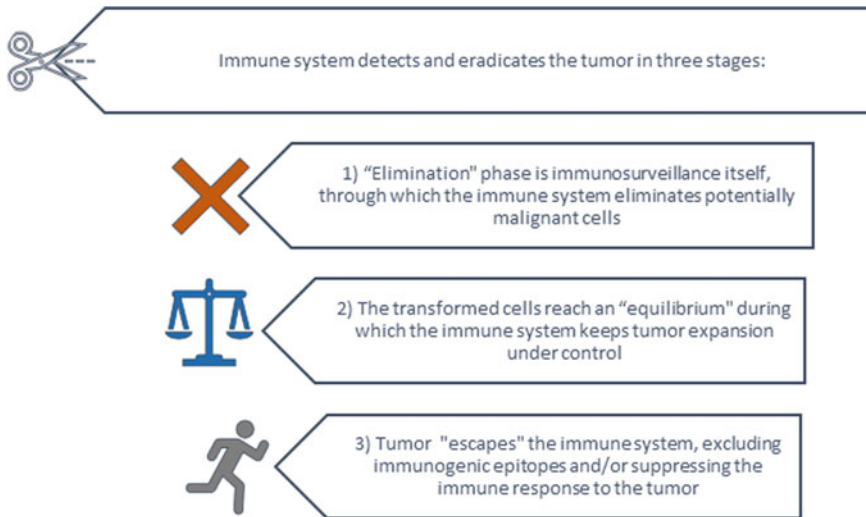 Immune system detects and eradicates the tumor in three stages:
1) “Elimination" phase is immunosurveillance itself,
through which the immune system eliminates potentially
malignant cells
2) The transformed cells reach an “equilibrium" during
which the immune system keeps tumor expansion
under control
3) Tumor "escapes" the immune system, excluding
immunogenic epitopes and/or suppressing the
immune response to the tumor